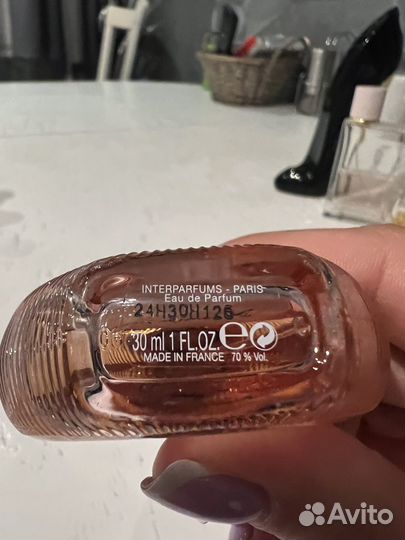 INTERPARFUMS - PARIS
Eau de Parfum
24H30H126
30 ml 1 FL.OZ e
MADE IN FRANCE 70 % Vol.
Avito